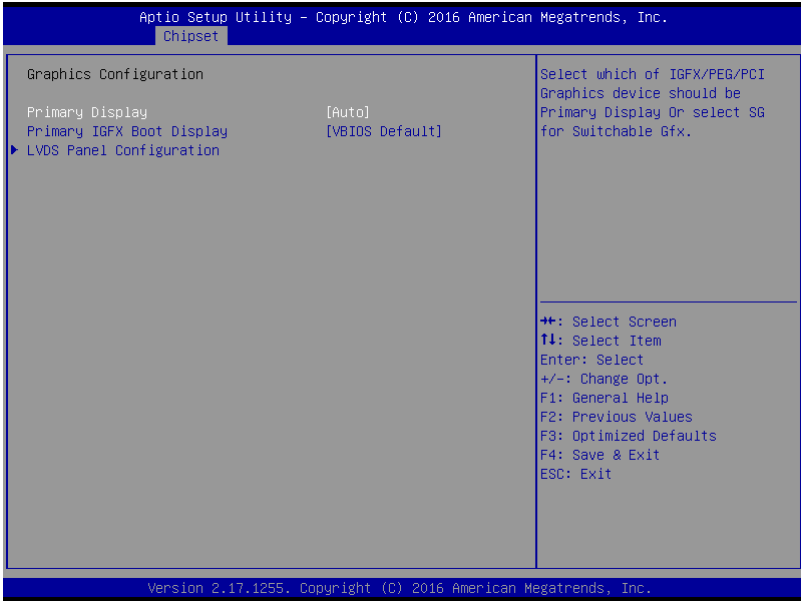 Aptio Setup Utility – Copyright (C) 2016 American Megatrends, Inc.
Chipset
Graphics Configuration
Primary Display [Auto]
Primary IGFX Boot Display [VBIOS Default]
▶ LVDS Panel Configuration
Select which of IGFX/PEG/PCI
Graphics device should be
Primary Display Or select SG
for Switchable Gfx.
→←: Select Screen
↑↓: Select Item
Enter: Select
+/-: Change Opt.
F1: General Help
F2: Previous Values
F3: Optimized Defaults
F4: Save & Exit
ESC: Exit
Version 2.17.1255. Copyright (C) 2016 American Megatrends, Inc.